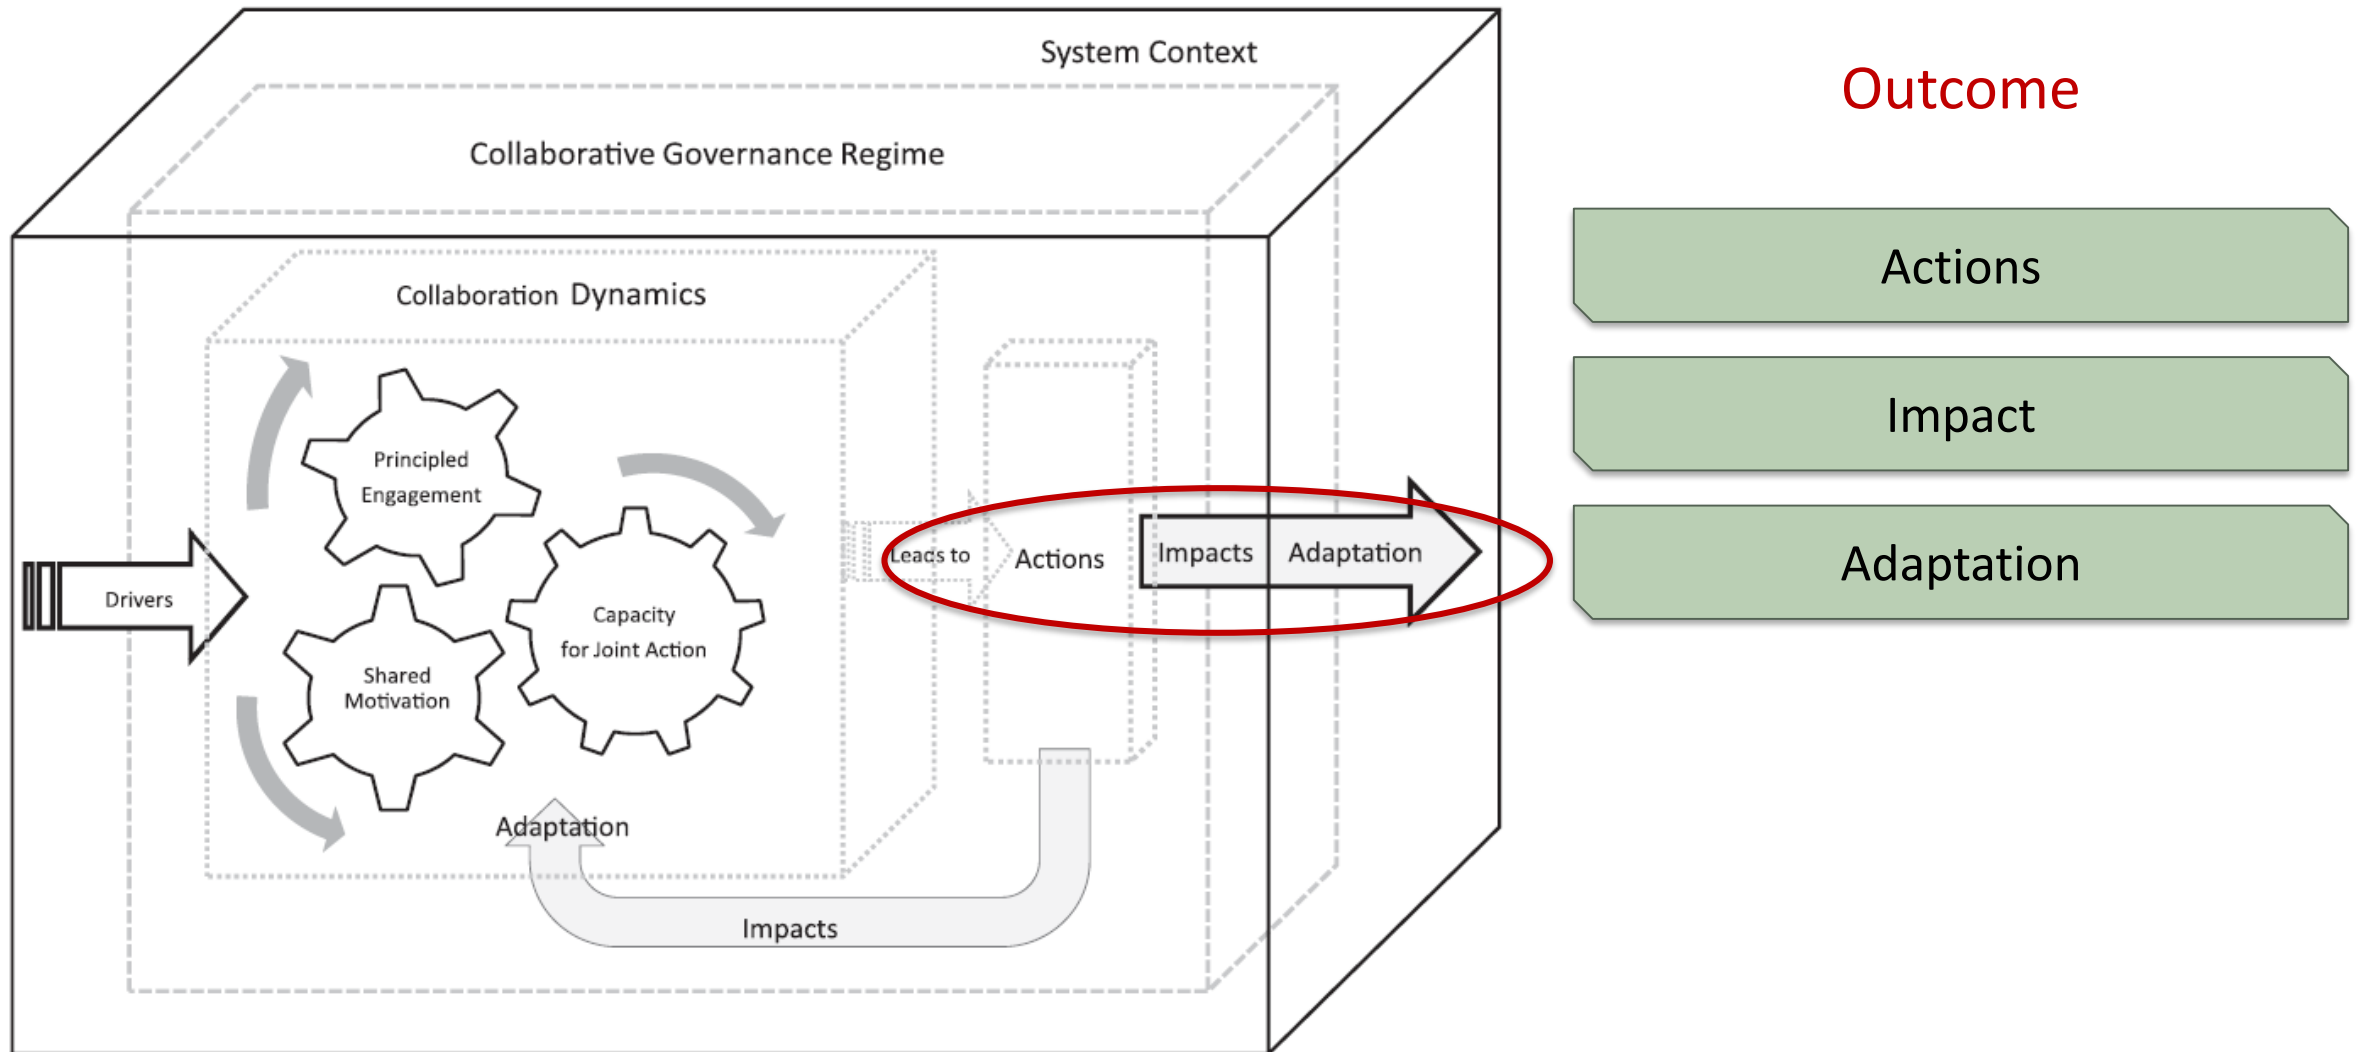 System Context
Outcome
Collaborative Governance Regime
Actions
Collaboration Dynamics
Impact
Principled
Engagement
Leads to
Actions
Impacts
Adaptation
Adaptation
Drivers
Capacity
for Joint Action
Shared
Motivation
Adaptation
Impacts